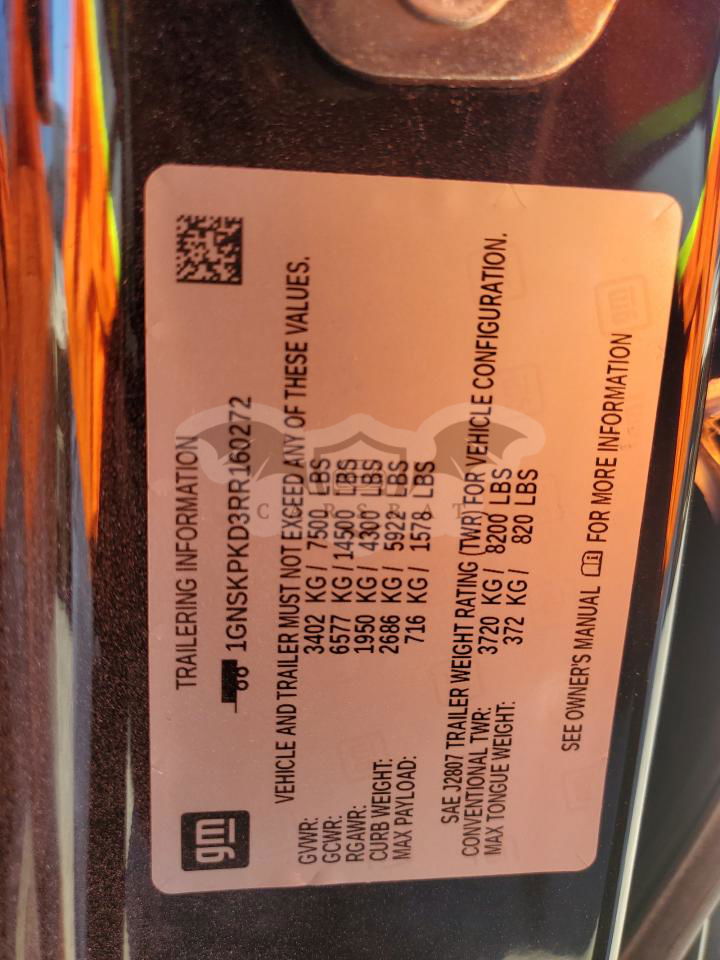 gm
TRAILERING INFORMATION
1GNSKPKD3RR160272
VEHICLE AND TRAILER MUST NOT EXCEED ANY OF THESE VALUES.
GVWR: 3402 KG / 7500 LBS
GCWR: 6577 KG / 14500 LBS
RGAWR: 1950 KG / 4300 LBS
CURB WEIGHT: 2686 KG / 5922 LBS
MAX PAYLOAD: 716 KG / 1578 LBS
SAE J2807 TRAILER WEIGHT RATING (TWR) FOR VEHICLE CONFIGURATION.
CONVENTIONAL TWR: 3720 KG / 8200 LBS
MAX TONGUE WEIGHT: 372 KG / 820 LBS
SEE OWNER'S MANUAL FOR MORE INFORMATION
CARSBAT
gm